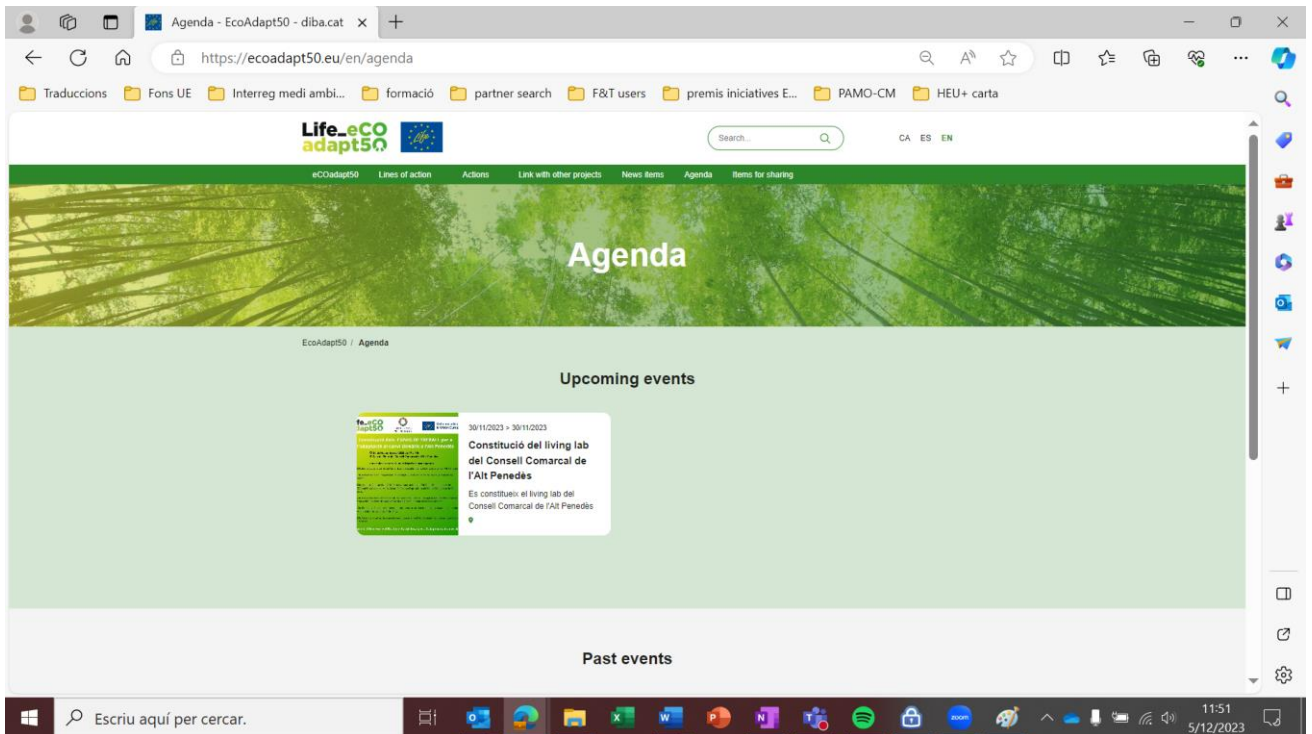 Agenda - EcoAdapt50 - diba.cat
https://ecoadapt50.eu/en/agenda
Traduccions Fons UE Interreg medi ambi... formació partner search F&T users premis iniciatives E... PAMO-CM HEU+ carta
Life_eCO
adapt50
Search...
CA ES EN
eCOadapt50 Lines of action Actions Link with other projects News items Agenda Items for sharing
Agenda
EcoAdapt50 / Agenda
Upcoming events
30/11/2023 > 30/11/2023
Constitució del living lab
del Consell Comarcal de
l'Alt Penedès
Es constitueix el living lab del
Consell Comarcal de l'Alt Penedès
Past events
Escriu aquí per cercar.
zoom
11:51
5/12/2023